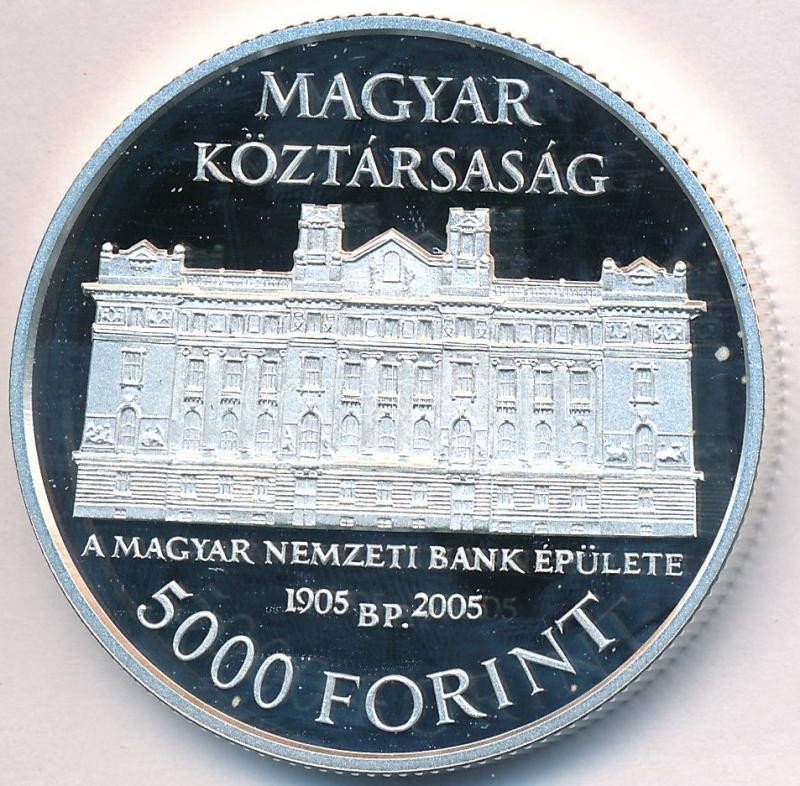 MAGYAR
KÖZTÁRSASÁG
A MAGYAR NEMZETI BANK ÉPÜLETE
1905 BP. 2005
5000 FORINT